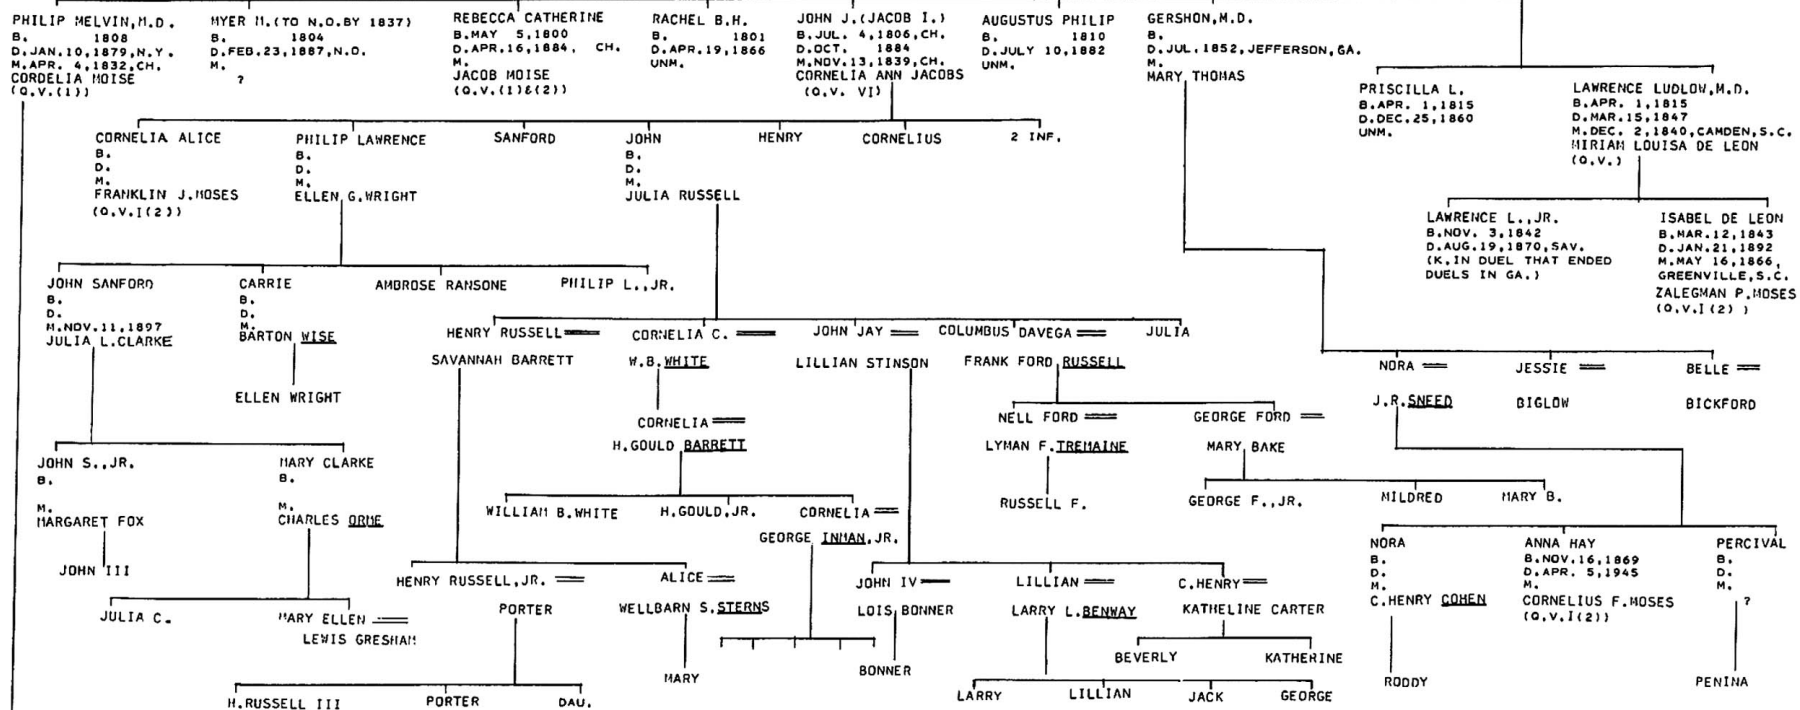 PHILIP MELVIN,M.D.
B. 1808
D.JAN.10,1879,N.Y.
M.APR. 4,1832,CH.
CORDELIA MOISE
(Q.V.(1))
MYER M.(TO N.O.BY 1837)
B. 1804
D.FEB.23,1887,N.O.
M.
?
REBECCA CATHERINE
B.MAY 5,1800
D.APR.16,1884, CH.
M.
JACOB MOISE
(Q.V.(1)&(2))
RACHEL B.H.
B. 1801
D.APR.19,1866
UNM.
JOHN J.(JACOB I.)
B.JUL. 4,1806,CH.
D.OCT. 1884
M.NOV.13,1839,CH.
CORNELIA ANN JACOBS
(Q.V. VI)
AUGUSTUS PHILIP
B. 1810
D.JULY 10,1882
UNM.
GERSHON,M.D.
B.
D.JUL.1852,JEFFERSON,GA.
M.
MARY THOMAS
PRISCILLA L.
B.APR. 1,1815
D.DEC.25,1860
UNM.
LAWRENCE LUDLOW,M.D.
B.APR. 1,1815
D.MAR.15,1847
M.DEC. 2,1840,CAMDEN,S.C.
MIRIAM LOUISA DE LEON
(Q.V.)
CORNELIA ALICE
B.
D.
M.
FRANKLIN J.MOSES
(Q.V.I(2))
PHILIP LAWRENCE
B.
D.
M.
ELLEN G.WRIGHT
SANFORD
JOHN
B.
D.
M.
JULIA RUSSELL
HENRY
CORNELIUS
2 INF.
LAWRENCE L.,JR.
B.NOV. 3,1842
D.AUG.19,1870,SAV.
(K.IN DUEL THAT ENDED
DUELS IN GA.)
ISABEL DE LEON
B.MAR.12,1843
D.JAN.21,1892
M.MAY 16,1866,
GREENVILLE,S.C.
ZALEGMAN P.MOSES
(Q.V.I(2) )
JOHN SANFORD
B.
D.
M.NOV.11,1897
JULIA L.CLARKE
CARRIE
B.
D.
M.
BARTON WISE
AMBROSE RANSONE
PHILIP L.,JR.
ELLEN WRIGHT
HENRY RUSSELL
SAVANNAH BARRETT
CORNELIA C.
W.B.WHITE
JOHN JAY
LILLIAN STINSON
COLUMBUS DAVEGA
FRANK FORD RUSSELL
JULIA
NORA
J.R.SNEED
JESSIE
BIGLOW
BELLE
BICKFORD
CORNELIA
H.GOULD BARRETT
NELL FORD
LYMAN F.TREMAINE
GEORGE FORD
MARY BAKE
JOHN S.,JR.
B.
M.
MARGARET FOX
MARY CLARKE
B.
M.
CHARLES ORME
WILLIAM B.WHITE
H.GOULD,JR.
CORNELIA
GEORGE INMAN,JR.
RUSSELL F.
GEORGE F.,JR.
MILDRED
MARY B.
JOHN III
NORA
B.
D.
M.
C.HENRY COHEN
ANNA HAY
B.NOV.16,1869
D.APR. 5,1945
M.
CORNELIUS F.MOSES
(Q.V.I(2))
PERCIVAL
B.
D.
M.
?
HENRY RUSSELL,JR.
PORTER
ALICE
WELLBARN S.STERNS
JOHN IV
LOIS BONNER
LILLIAN
LARRY L.BENWAY
C.HENRY
KATHELINE CARTER
JULIA C.
MARY ELLEN
LEWIS GRESHAM
MARY
BONNER
BEVERLY
KATHERINE
RODDY
PENINA
H.RUSSELL III
PORTER
DAU.
LARRY
LILLIAN
JACK
GEORGE